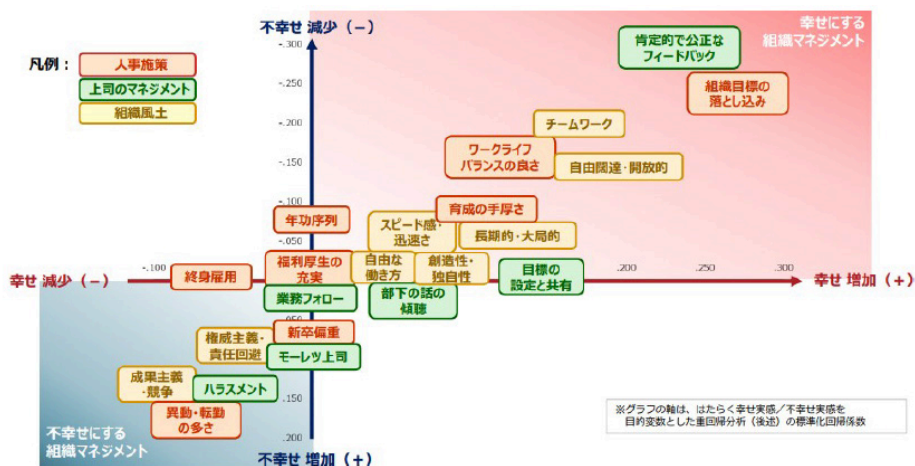 不幸せ 減少（－）
幸せにする
組織マネジメント
凡例：
人事施策
上司のマネジメント
組織風土
-.300
-.250
-.200
-.150
-.100
-.050
肯定的で公正な
フィードバック
組織目標の
落とし込み
チームワーク
ワークライフ
バランスの良さ
自由闊達・開放的
年功序列
育成の手厚さ
スピード感・
迅速さ
長期的・大局的
幸せ 減少（－）
-.100
終身雇用
福利厚生の
充実
自由な
働き方
創造性・
独自性
目標の
設定と共有
.200
.300
幸せ 増加（＋）
業務フォロー
部下の話の
傾聴
.050
新卒偏重
権威主義・
責任回避
モーレツ上司
成果主義
・競争
ハラスメント
異動・転勤
の多さ
.150
.200
不幸せにする
組織マネジメント
不幸せ 増加（＋）
※グラフの軸は、はたらく幸せ実感／不幸せ実感を
目的変数とした重回帰分析（後述）の標準化回帰係数